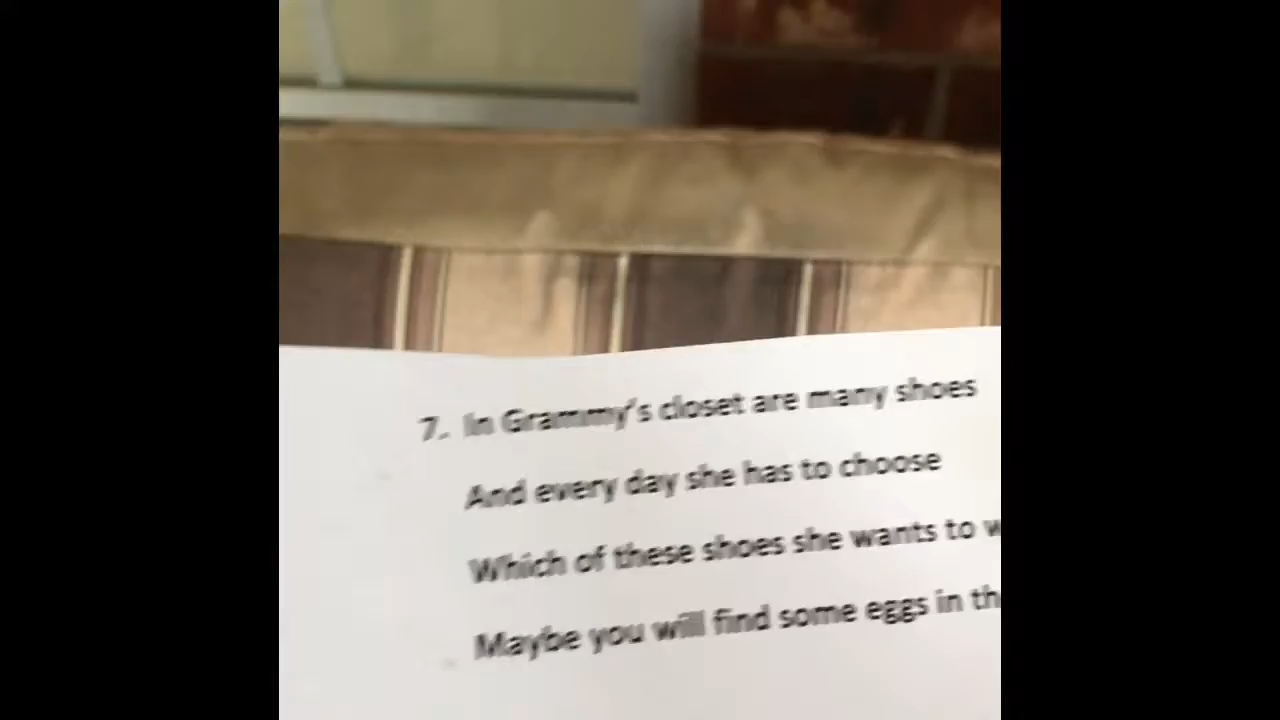 7. In Grammy's closet are many shoes
And every day she has to choose
Which of these shoes she wants to
Maybe you will find some eggs in